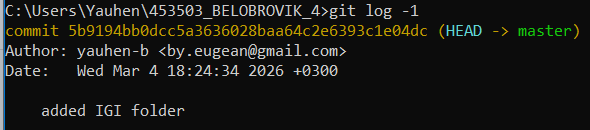 C:\Users\Yauhen\453503_BELOBROVIK_4>git log -1
commit 5b9194bb0dcc5a3636028baa64c2e6393c1e04dc (HEAD -> master)
Author: yauhen-b <by.eugean@gmail.com>
Date:   Wed Mar 4 18:24:34 2026 +0300
    added IGI folder